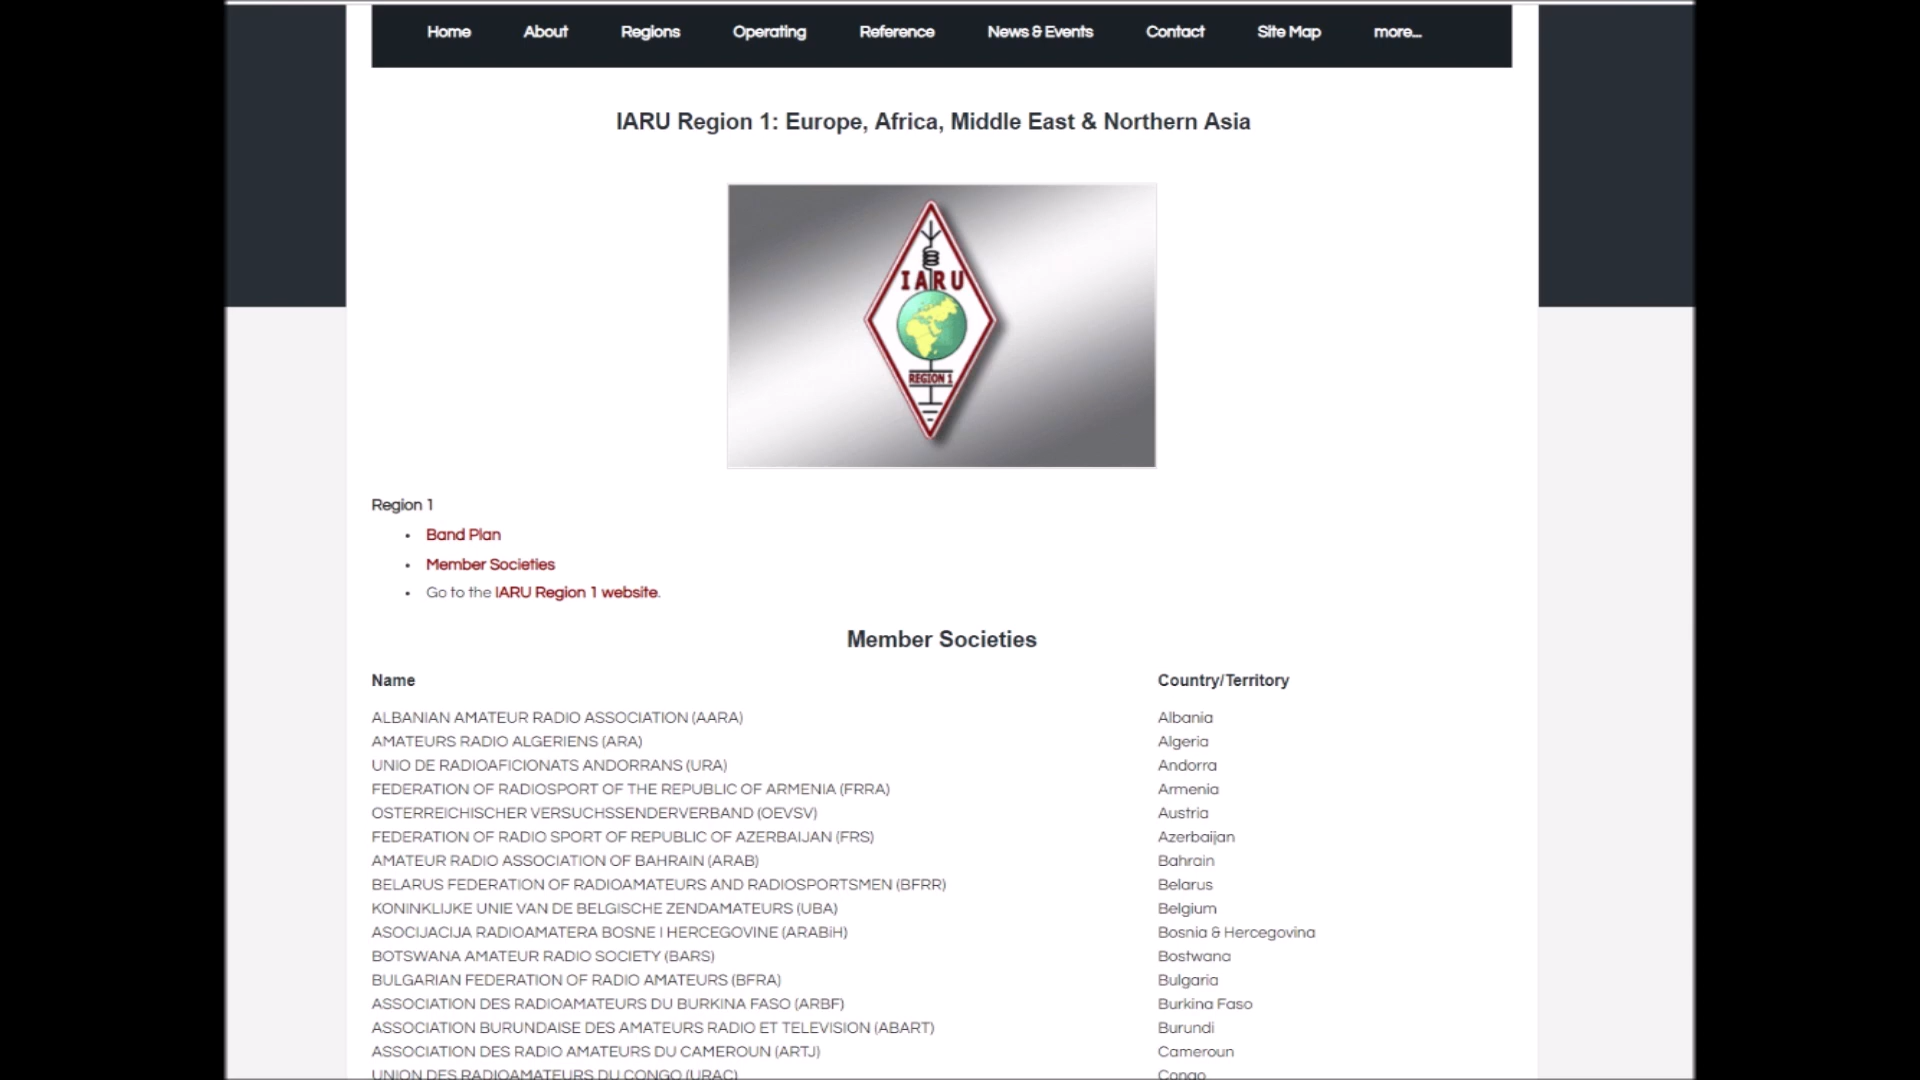 Home About Regions Operating Reference News & Events Contact Site Map more...
IARU Region 1: Europe, Africa, Middle East & Northern Asia
IARU
REGION 1
Region 1
• Band Plan
• Member Societies
• Go to the IARU Region 1 website.
Member Societies
Name Country/Territory
ALBANIAN AMATEUR RADIO ASSOCIATION (AARA) Albania
AMATEURS RADIO ALGERIENS (ARA) Algeria
UNIO DE RADIOAFICIONATS ANDORRANS (URA) Andorra
FEDERATION OF RADIOSPORT OF THE REPUBLIC OF ARMENIA (FRRA) Armenia
OSTERREICHISCHER VERSUCHSSENDERVERBAND (OEVSV) Austria
FEDERATION OF RADIO SPORT OF REPUBLIC OF AZERBAIJAN (FRS) Azerbaijan
AMATEUR RADIO ASSOCIATION OF BAHRAIN (ARAB) Bahrain
BELARUS FEDERATION OF RADIOAMATEURS AND RADIOSPORTSMEN (BFRR) Belarus
KONINKLIJKE UNIE VAN DE BELGISCHE ZENDAMATEURS (UBA) Belgium
ASOCIJACIJA RADIOAMATERA BOSNE I HERCEGOVINE (ARABiH) Bosnia & Hercegovina
BOTSWANA AMATEUR RADIO SOCIETY (BARS) Bostwana
BULGARIAN FEDERATION OF RADIO AMATEURS (BFRA) Bulgaria
ASSOCIATION DES RADIOAMATEURS DU BURKINA FASO (ARBF) Burkina Faso
ASSOCIATION BURUNDAISE DES AMATEURS RADIO ET TELEVISION (ABART) Burundi
ASSOCIATION DES RADIO AMATEURS DU CAMEROUN (ARTJ) Cameroun
UNION DES RADIOAMATEURS DU CONGO (URAC) Congo